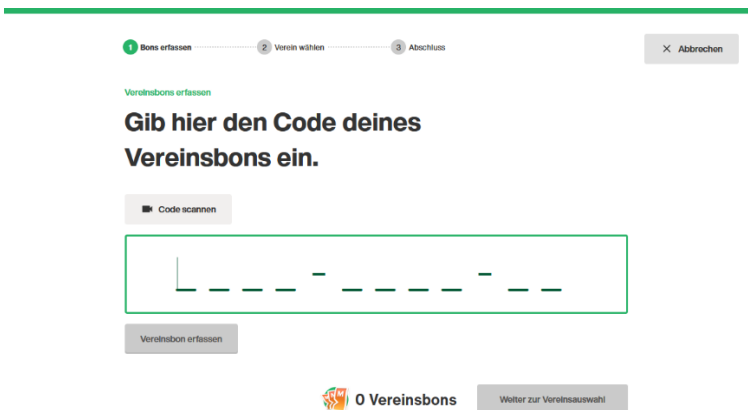 1 Bons erfassen 2 Verein wählen 3 Abschluss
Abbrechen
Vereinsbons erfassen
Gib hier den Code deines
Vereinsbons ein.
Code scannen
_ _ _ _ - _ _ _ _ - _ _
Vereinsbon erfassen
M 0 Vereinsbons
Weiter zur Vereinsauswahl